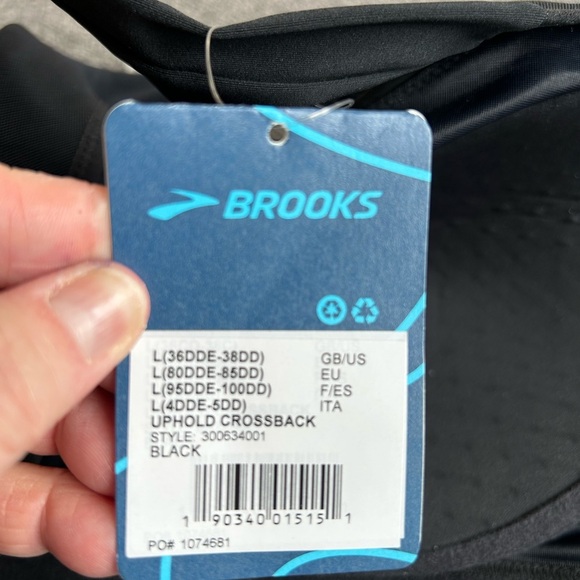 BROOKS
L(36DDE-38DD) GB/US
L(80DDE-85DD) EU
L(95DDE-100DD) F/ES
L(4DDE-5DD) ITA
UPHOLD CROSSBACK
STYLE: 300634001
BLACK
1 90340 01515 1
PO# 1074681